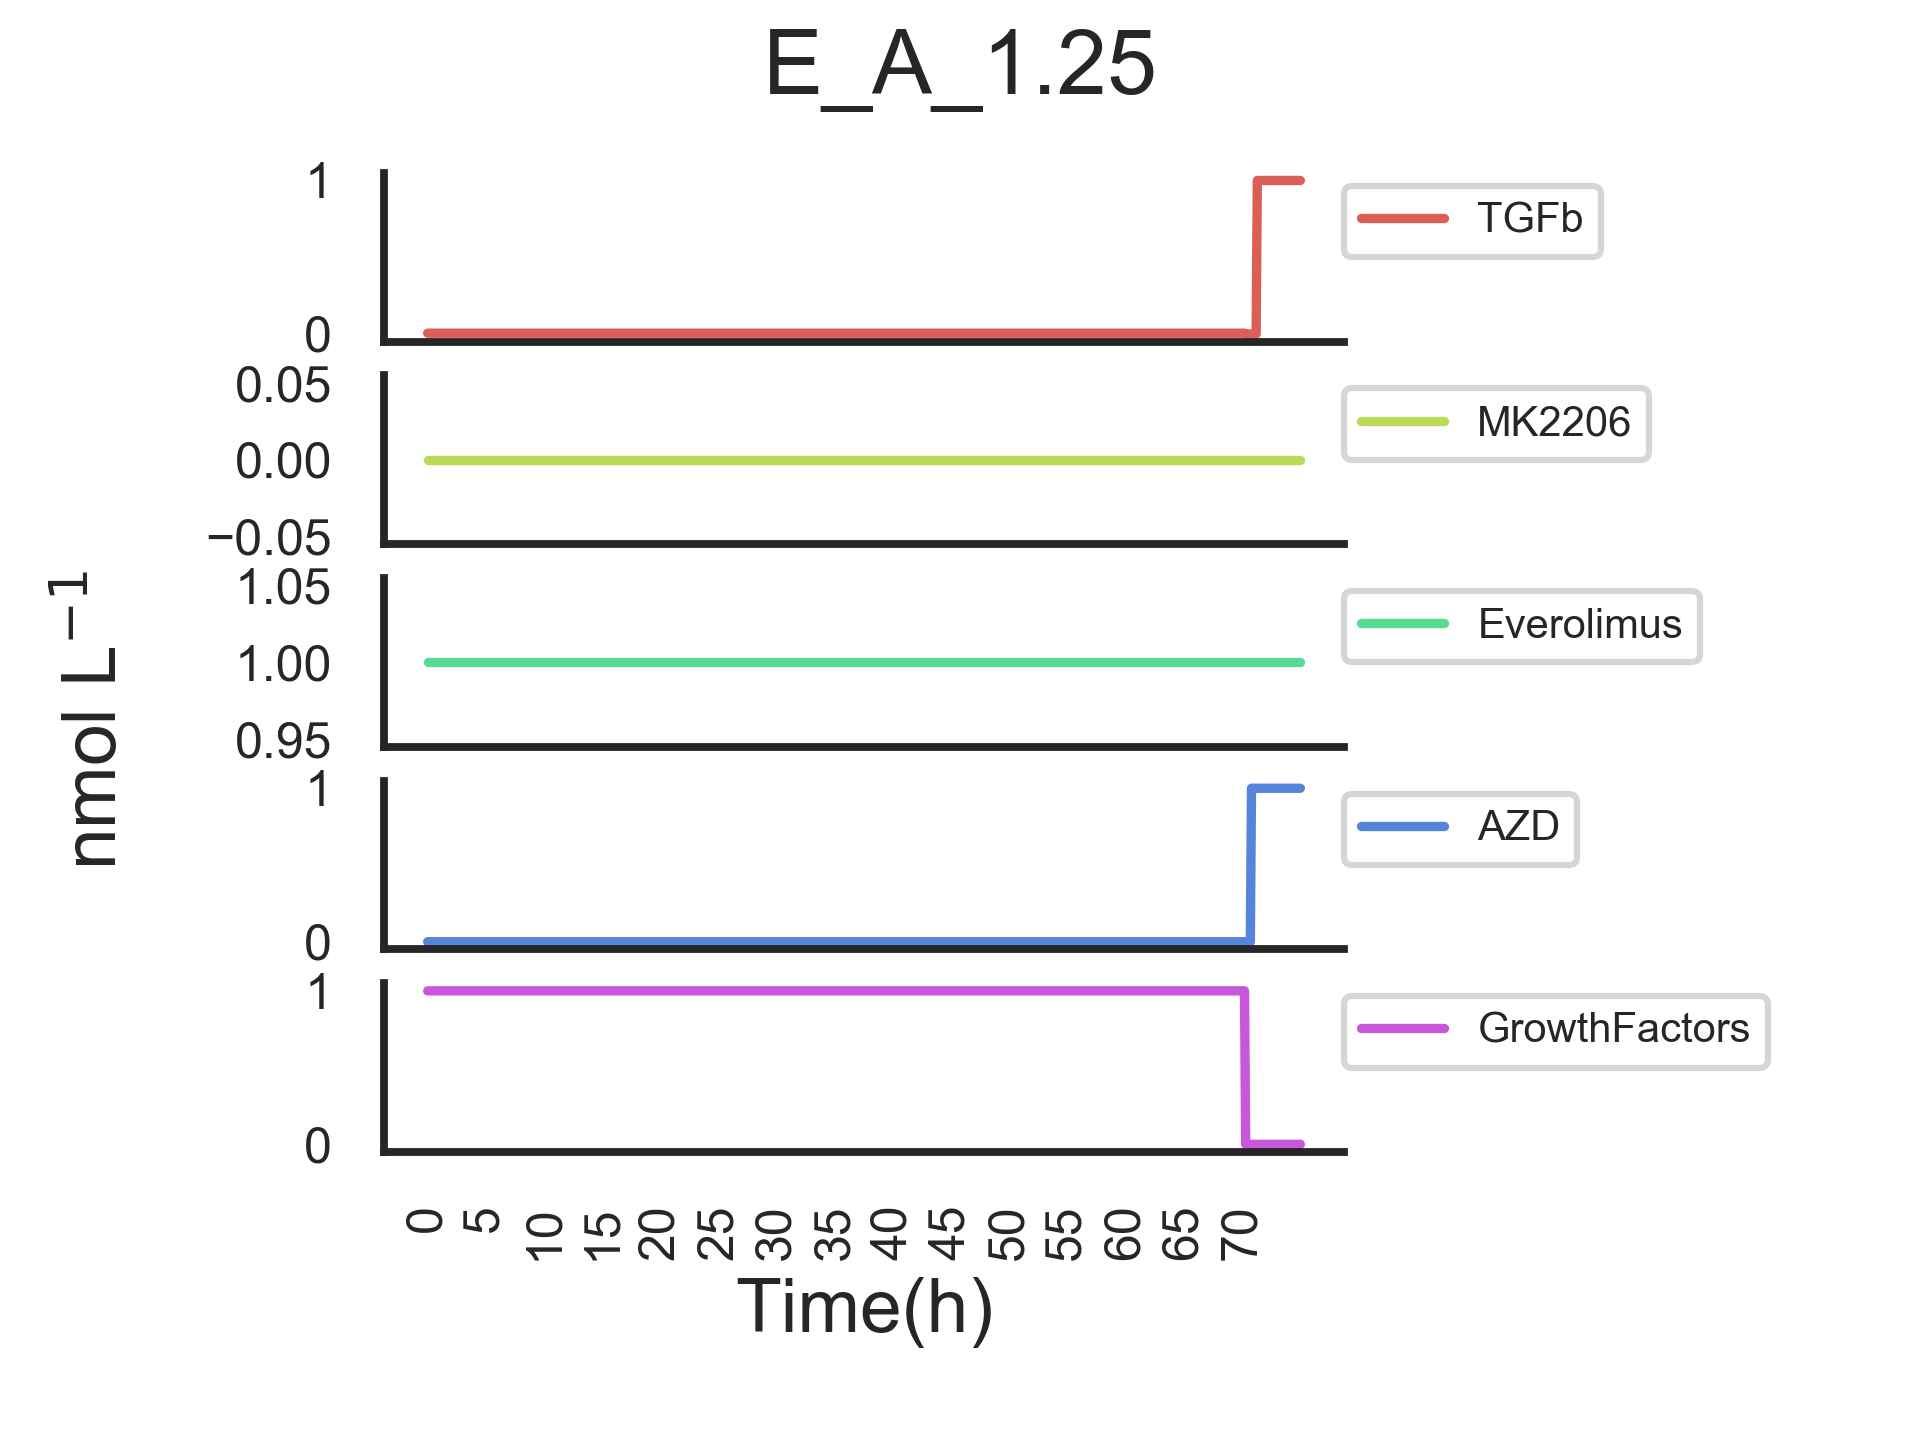 E_A_1.25
1
0
TGFb
0.05
0.00
−0.05
MK2206
1.05
1.00
0.95
Everolimus
1
0
AZD
1
0
GrowthFactors
nmol L⁻¹
0 5 10 15 20 25 30 35 40 45 50 55 60 65 70
Time(h)